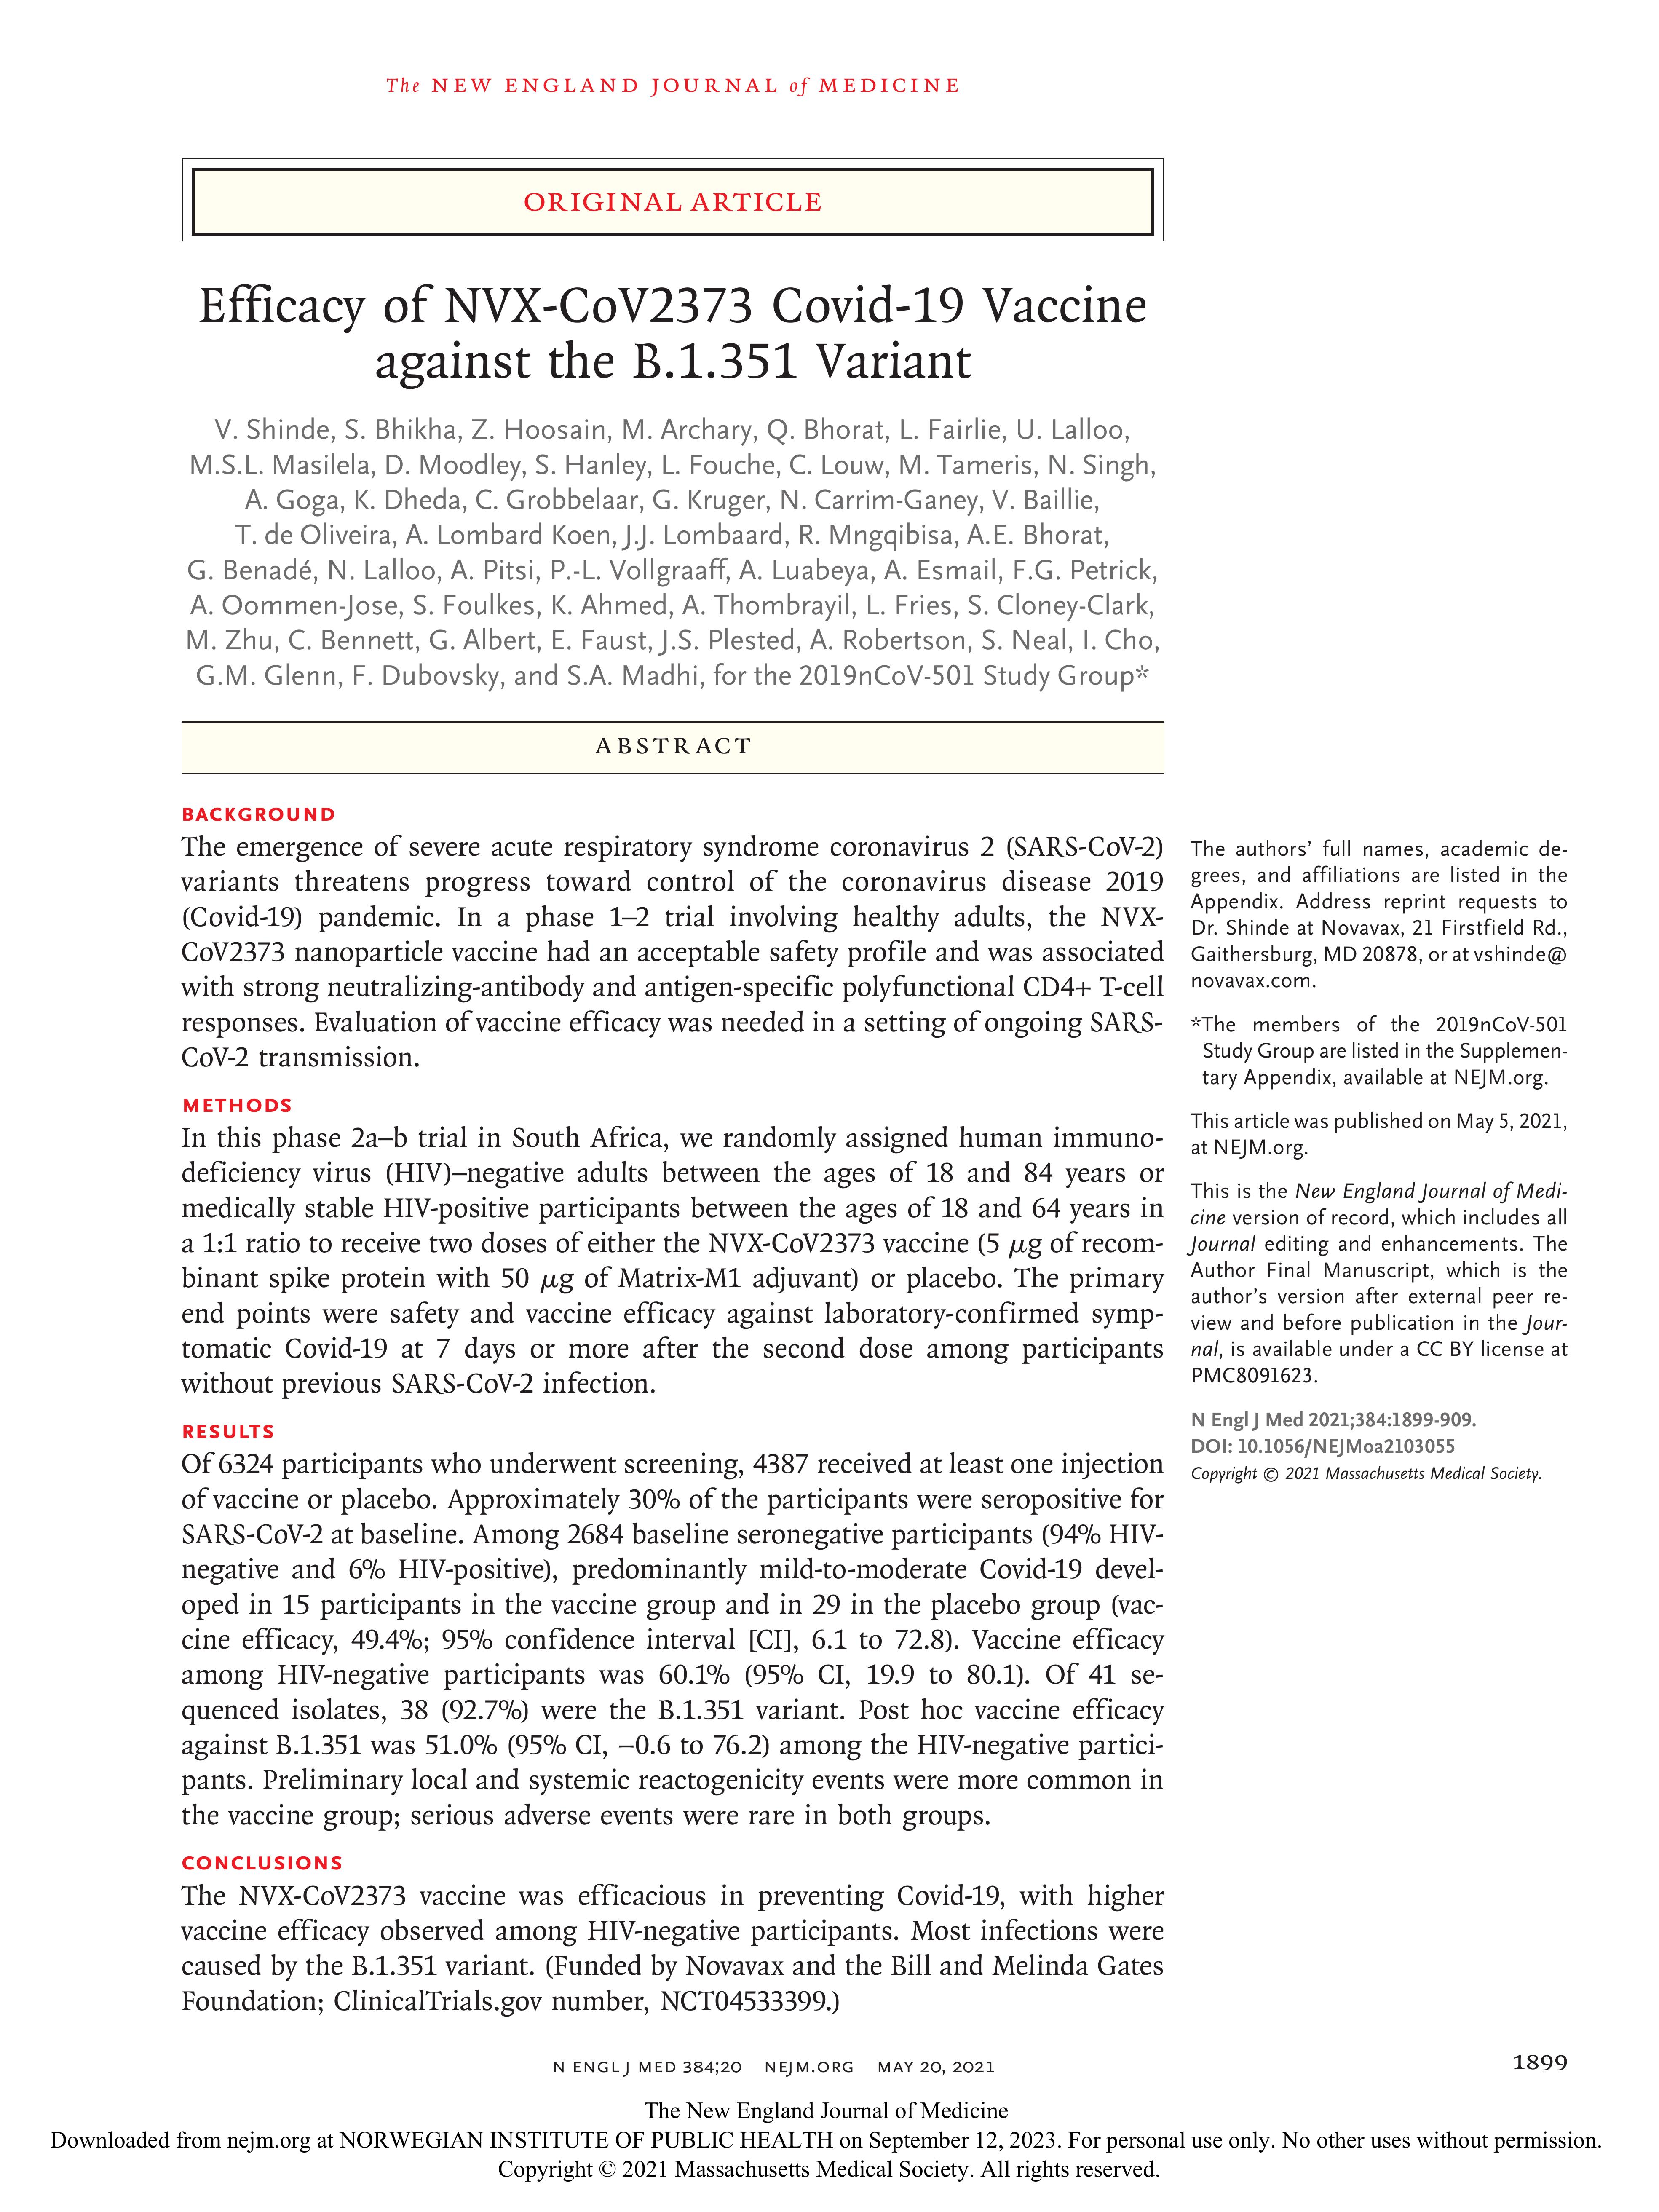 The NEW ENGLAND JOURNAL of MEDICINE
ORIGINAL ARTICLE
Efficacy of NVX-CoV2373 Covid-19 Vaccine
against the B.1.351 Variant
V. Shinde, S. Bhikha, Z. Hoosain, M. Archary, Q. Bhorat, L. Fairlie, U. Lalloo,
M.S.L. Masilela, D. Moodley, S. Hanley, L. Fouche, C. Louw, M. Tameris, N. Singh,
A. Goga, K. Dheda, C. Grobbelaar, G. Kruger, N. Carrim-Ganey, V. Baillie,
T. de Oliveira, A. Lombard Koen, J.J. Lombaard, R. Mngqibisa, A.E. Bhorat,
G. Benadé, N. Lalloo, A. Pitsi, P.-L. Vollgraaff, A. Luabeya, A. Esmail, F.G. Petrick,
A. Oommen-Jose, S. Foulkes, K. Ahmed, A. Thombrayil, L. Fries, S. Cloney-Clark,
M. Zhu, C. Bennett, G. Albert, E. Faust, J.S. Plested, A. Robertson, S. Neal, I. Cho,
G.M. Glenn, F. Dubovsky, and S.A. Madhi, for the 2019nCoV-501 Study Group*
ABSTRACT
BACKGROUND
The emergence of severe acute respiratory syndrome coronavirus 2 (SARS-CoV-2)
variants threatens progress toward control of the coronavirus disease 2019
(Covid-19) pandemic. In a phase 1–2 trial involving healthy adults, the NVX-
CoV2373 nanoparticle vaccine had an acceptable safety profile and was associated
with strong neutralizing-antibody and antigen-specific polyfunctional CD4+ T-cell
responses. Evaluation of vaccine efficacy was needed in a setting of ongoing SARS-
CoV-2 transmission.
METHODS
In this phase 2a–b trial in South Africa, we randomly assigned human immuno-
deficiency virus (HIV)–negative adults between the ages of 18 and 84 years or
medically stable HIV-positive participants between the ages of 18 and 64 years in
a 1:1 ratio to receive two doses of either the NVX-CoV2373 vaccine (5 μg of recom-
binant spike protein with 50 μg of Matrix-M1 adjuvant) or placebo. The primary
end points were safety and vaccine efficacy against laboratory-confirmed symp-
tomatic Covid-19 at 7 days or more after the second dose among participants
without previous SARS-CoV-2 infection.
RESULTS
Of 6324 participants who underwent screening, 4387 received at least one injection
of vaccine or placebo. Approximately 30% of the participants were seropositive for
SARS-CoV-2 at baseline. Among 2684 baseline seronegative participants (94% HIV-
negative and 6% HIV-positive), predominantly mild-to-moderate Covid-19 devel-
oped in 15 participants in the vaccine group and in 29 in the placebo group (vac-
cine efficacy, 49.4%; 95% confidence interval [CI], 6.1 to 72.8). Vaccine efficacy
among HIV-negative participants was 60.1% (95% CI, 19.9 to 80.1). Of 41 se-
quenced isolates, 38 (92.7%) were the B.1.351 variant. Post hoc vaccine efficacy
against B.1.351 was 51.0% (95% CI, −0.6 to 76.2) among the HIV-negative partici-
pants. Preliminary local and systemic reactogenicity events were more common in
the vaccine group; serious adverse events were rare in both groups.
CONCLUSIONS
The NVX-CoV2373 vaccine was efficacious in preventing Covid-19, with higher
vaccine efficacy observed among HIV-negative participants. Most infections were
caused by the B.1.351 variant. (Funded by Novavax and the Bill and Melinda Gates
Foundation; ClinicalTrials.gov number, NCT04533399.)
The authors' full names, academic de-
grees, and affiliations are listed in the
Appendix. Address reprint requests to
Dr. Shinde at Novavax, 21 Firstfield Rd.,
Gaithersburg, MD 20878, or at vshinde@
novavax.com.
*The members of the 2019nCoV-501
Study Group are listed in the Supplemen-
tary Appendix, available at NEJM.org.
This article was published on May 5, 2021,
at NEJM.org.
This is the New England Journal of Medi-
cine version of record, which includes all
Journal editing and enhancements. The
Author Final Manuscript, which is the
author's version after external peer re-
view and before publication in the Jour-
nal, is available under a CC BY license at
PMC8091623.
N Engl J Med 2021;384:1899-909.
DOI: 10.1056/NEJMoa2103055
Copyright © 2021 Massachusetts Medical Society.
N ENGL J MED 384;20 NEJM.ORG MAY 20, 2021
1899
The New England Journal of Medicine
Downloaded from nejm.org at NORWEGIAN INSTITUTE OF PUBLIC HEALTH on September 12, 2023. For personal use only. No other uses without permission.
Copyright © 2021 Massachusetts Medical Society. All rights reserved.